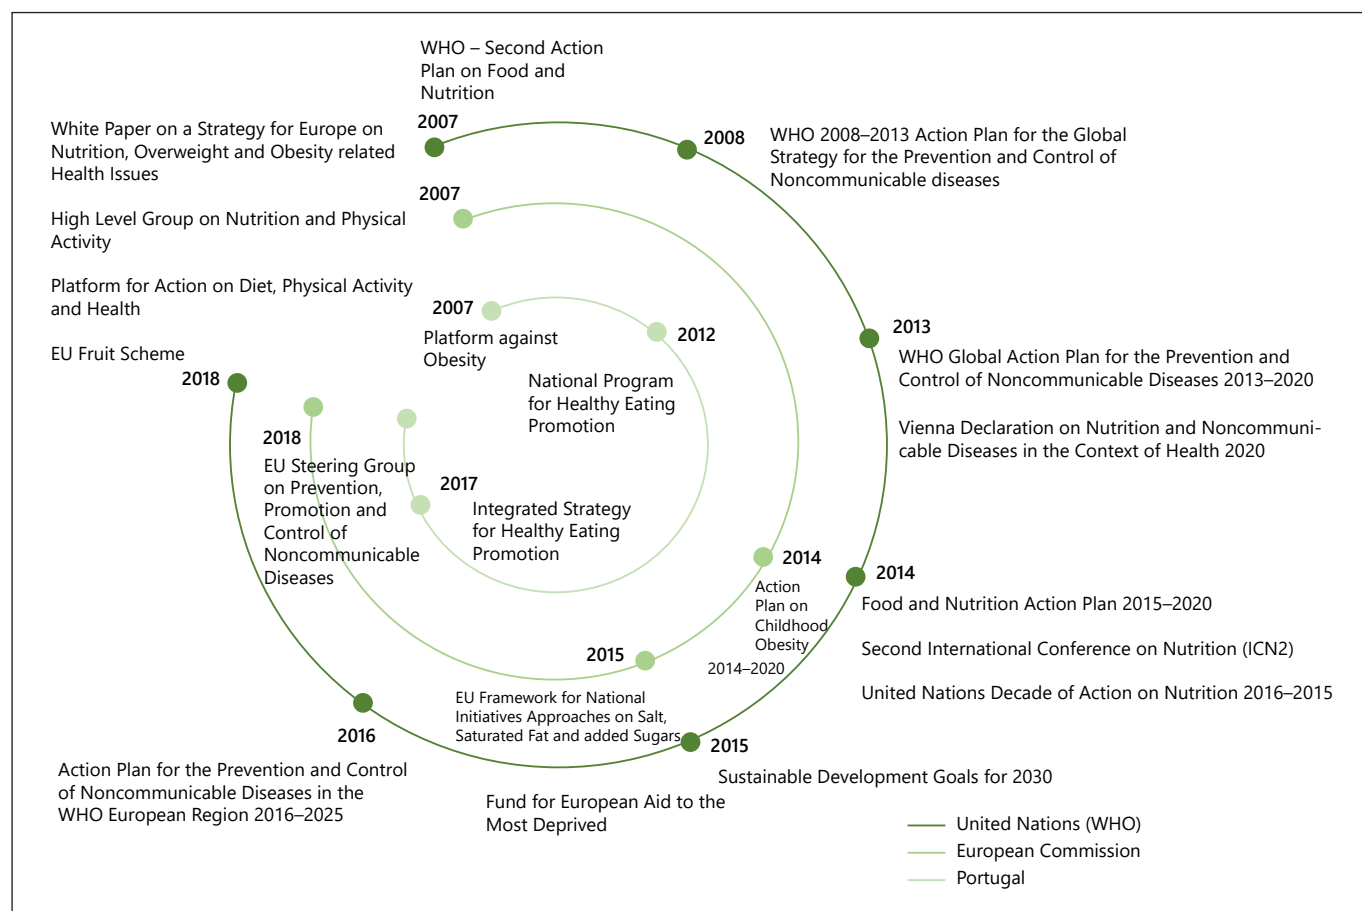 WHO – Second Action
Plan on Food and
Nutrition
2007
White Paper on a Strategy for Europe on
Nutrition, Overweight and Obesity related
Health Issues
High Level Group on Nutrition and Physical
Activity
Platform for Action on Diet, Physical Activity
and Health
EU Fruit Scheme
2007
2008
WHO 2008–2013 Action Plan for the Global
Strategy for the Prevention and Control of
Noncommunicable diseases
2007
Platform against
Obesity
2012
National Program
for Healthy Eating
Promotion
2013
WHO Global Action Plan for the Prevention and
Control of Noncommunicable Diseases 2013–2020
Vienna Declaration on Nutrition and Noncommuni-
cable Diseases in the Context of Health 2020
2018
2018
EU Steering Group
on Prevention,
Promotion and
Control of
Noncommunicable
Diseases
2017
Integrated Strategy
for Healthy Eating
Promotion
2014
Action
Plan on
Childhood
Obesity
2014–2020
2014
Food and Nutrition Action Plan 2015–2020
Second International Conference on Nutrition (ICN2)
United Nations Decade of Action on Nutrition 2016–2015
2015
EU Framework for National
Initiatives Approaches on Salt,
Saturated Fat and added Sugars
2016
Action Plan for the Prevention and Control
of Noncommunicable Diseases in the
WHO European Region 2016–2025
2015
Sustainable Development Goals for 2030
Fund for European Aid to the
Most Deprived
United Nations (WHO)
European Commission
Portugal